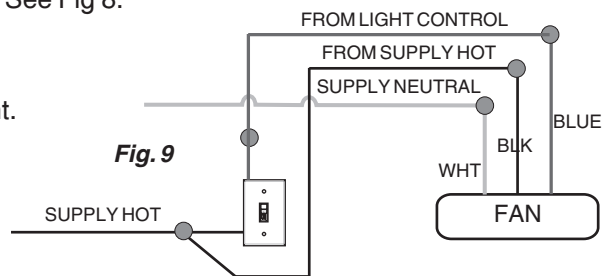 See Fig 8.
FROM LIGHT CONTROL
FROM SUPPLY HOT
SUPPLY NEUTRAL
Fig. 9
BLUE
BLK
WHT
SUPPLY HOT
FAN